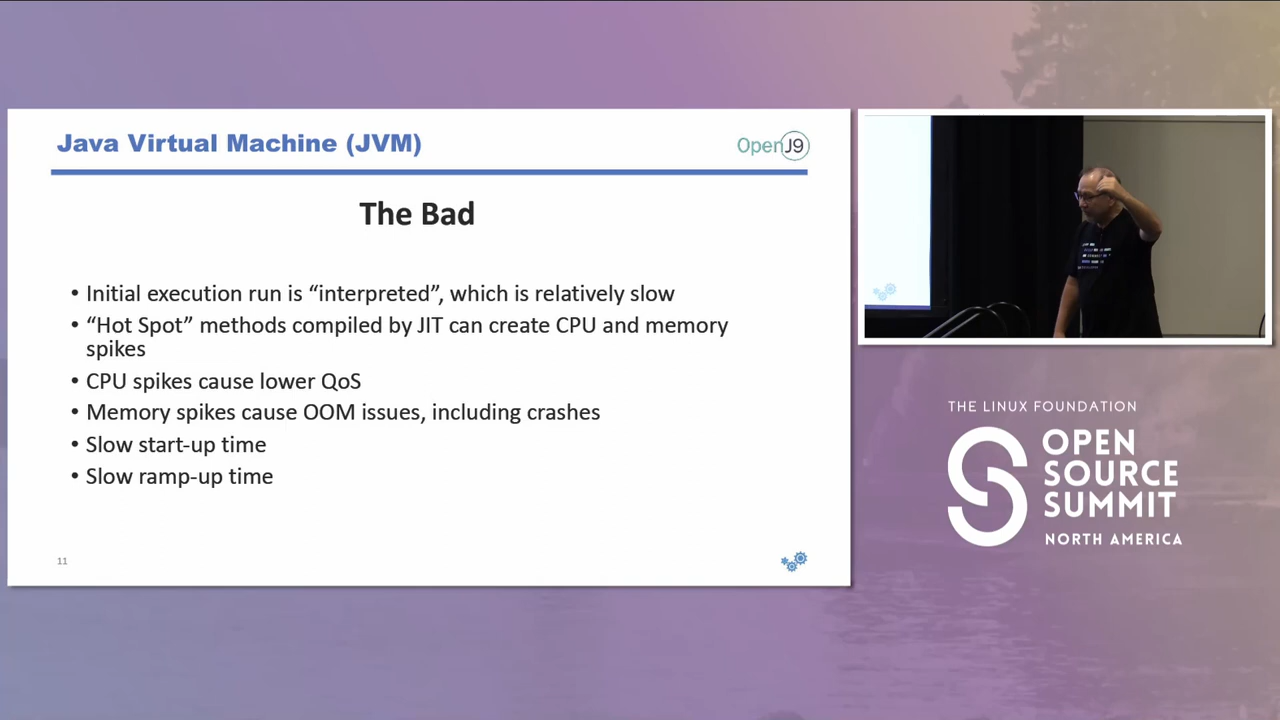 Java Virtual Machine (JVM)
OpenJ9
The Bad
• Initial execution run is “interpreted”, which is relatively slow
• “Hot Spot” methods compiled by JIT can create CPU and memory
spikes
• CPU spikes cause lower QoS
• Memory spikes cause OOM issues, including crashes
• Slow start-up time
• Slow ramp-up time
11
THE LINUX FOUNDATION
OPEN
SOURCE
SUMMIT
NORTH AMERICA